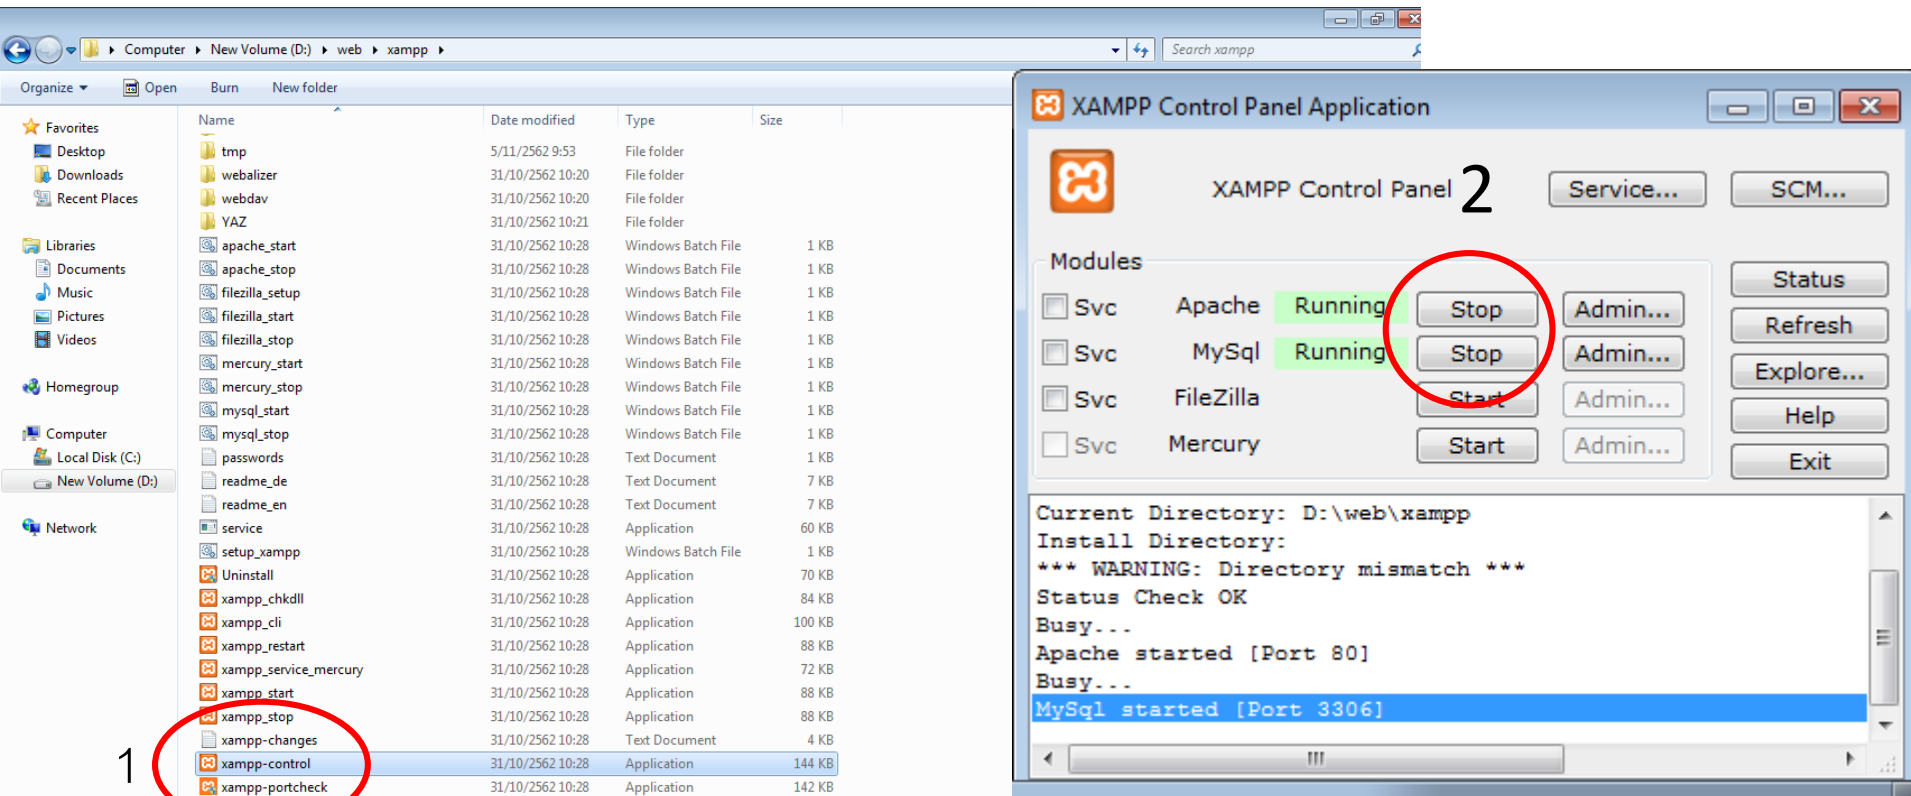 Computer ▸ New Volume (D:) ▸ web ▸ xampp ▸
Search xampp
Organize Open Burn New folder
Name Date modified Type Size
Favorites
Desktop
Downloads
Recent Places
Libraries
Documents
Music
Pictures
Videos
Homegroup
Computer
Local Disk (C:)
New Volume (D:)
Network
tmp 5/11/2562 9:53 File folder
webalizer 31/10/2562 10:20 File folder
webdav 31/10/2562 10:20 File folder
YAZ 31/10/2562 10:21 File folder
apache_start 31/10/2562 10:28 Windows Batch File 1 KB
apache_stop 31/10/2562 10:28 Windows Batch File 1 KB
filezilla_setup 31/10/2562 10:28 Windows Batch File 1 KB
filezilla_start 31/10/2562 10:28 Windows Batch File 1 KB
filezilla_stop 31/10/2562 10:28 Windows Batch File 1 KB
mercury_start 31/10/2562 10:28 Windows Batch File 1 KB
mercury_stop 31/10/2562 10:28 Windows Batch File 1 KB
mysql_start 31/10/2562 10:28 Windows Batch File 1 KB
mysql_stop 31/10/2562 10:28 Windows Batch File 1 KB
passwords 31/10/2562 10:28 Text Document 1 KB
readme_de 31/10/2562 10:28 Text Document 7 KB
readme_en 31/10/2562 10:28 Text Document 7 KB
service 31/10/2562 10:28 Application 60 KB
setup_xampp 31/10/2562 10:28 Windows Batch File 1 KB
Uninstall 31/10/2562 10:28 Application 70 KB
xampp_chkdll 31/10/2562 10:28 Application 84 KB
xampp_cli 31/10/2562 10:28 Application 100 KB
xampp_restart 31/10/2562 10:28 Application 88 KB
xampp_service_mercury 31/10/2562 10:28 Application 72 KB
xampp_start 31/10/2562 10:28 Application 88 KB
xampp_stop 31/10/2562 10:28 Application 88 KB
xampp-changes 31/10/2562 10:28 Text Document 4 KB
xampp-control 31/10/2562 10:28 Application 144 KB
xampp-portcheck 31/10/2562 10:28 Application 142 KB
1
XAMPP Control Panel Application
XAMPP Control Panel
2
Service... SCM...
Modules
Svc Apache Running Stop Admin...
Svc MySql Running Stop Admin...
Svc FileZilla Start Admin...
Svc Mercury Start Admin...
Status
Refresh
Explore...
Help
Exit
Current Directory: D:\web\xampp
Install Directory:
*** WARNING: Directory mismatch ***
Status Check OK
Busy...
Apache started [Port 80]
Busy...
MySql started [Port 3306]